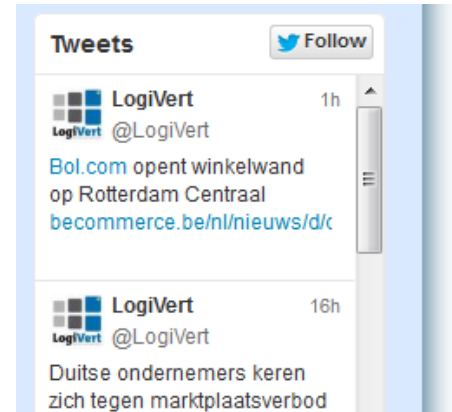 Tweets
Follow
LogiVert
1h
LogiVert
@LogiVert
Bol.com opent winkelwand
op Rotterdam Centraal
becommerce.be/nl/nieuws/d/c
LogiVert
16h
LogiVert
@LogiVert
Duitse ondernemers keren
zich tegen marktplaatsverbod